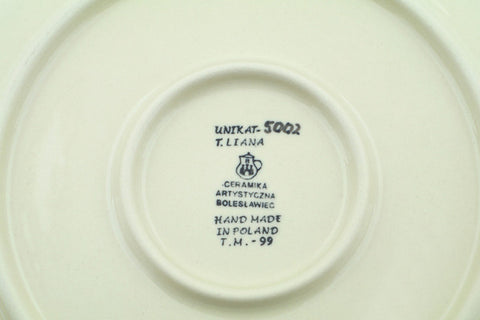 UNIKAT-5002
T. LIANA
CERAMIKA
ARTYSTYCZNA
BOLESŁAWIEC
HAND MADE
IN POLAND
T. M. - 99